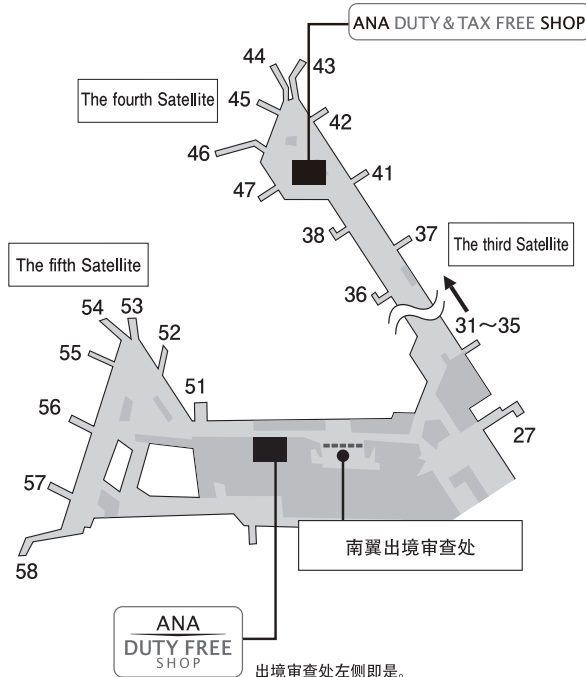 ANA DUTY & TAX FREE SHOP
44
43
The fourth Satellite
45
42
46
41
47
38
37
The third Satellite
The fifth Satellite
36
54
53
52
31～35
55
51
56
27
57
南翼出境审查处
58
ANA
DUTY FREE
SHOP
出境审查处左侧即是。